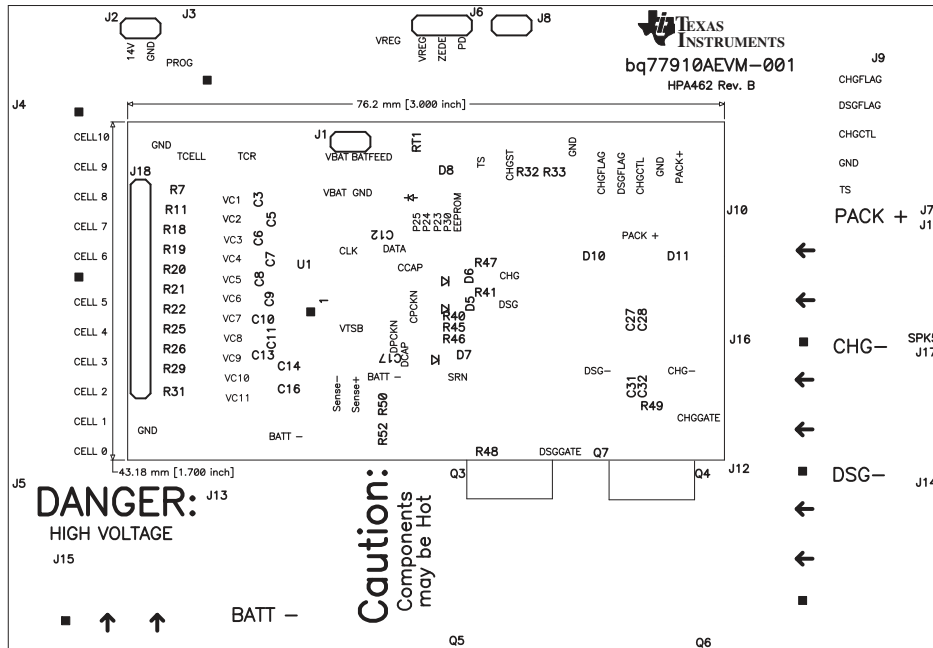 J2
J3
J6
J8
14V
GND
PROG
VREG
VREG
ZEDE
PD
TEXAS
INSTRUMENTS
bq77910AEVM-001
HPA462 Rev. B
J9
CHGFLAG
DSGFLAG
CHGCTL
GND
TS
J4
76.2 mm [3.000 inch]
CELL10
CELL 9
CELL 8
CELL 7
CELL 6
CELL 5
CELL 4
CELL 3
CELL 2
CELL 1
CELL 0
GND
TCELL
TCR
J1
VBAT BATFEED
RT1
D8
TS
CHGST
R32 R33
GND
CHGFLAG
DSGFLAG
CHGCTL
GND
PACK+
J18
R7
R11
R18
R19
R20
R21
R22
R25
R26
R29
R31
GND
VC1
VC2
VC3
VC4
VC5
VC6
VC7
VC8
VC9
VC10
VC11
C3
C5
C6
C7
C8
C9
C10
C11
C13
C14
C16
VBAT GND
P25
P24
P23
P30
EEPROM
C12
CLK
DATA
CCAP
U1
1
VTSB
CPCKN
DPCKN
DCAP
C17
BATT -
SRN
R47
D6
CHG
R41
D5
DSG
R40
R45
R46
D7
Sense-
Sense+
R52 R50
BATT -
R48
DSGGATE
PACK +
D10
D11
C27
C28
DSG-
CHG-
C31
C32
R49
CHGGATE
Q3
Q7
Q4
J10
J16
J12
PACK +
J7
J1
CHG-
SPK5
J17
DSG-
J14
43.18 mm [1.700 inch]
J5
DANGER:
HIGH VOLTAGE
J13
J15
BATT -
Caution:
Components
may be Hot
Q5
Q6